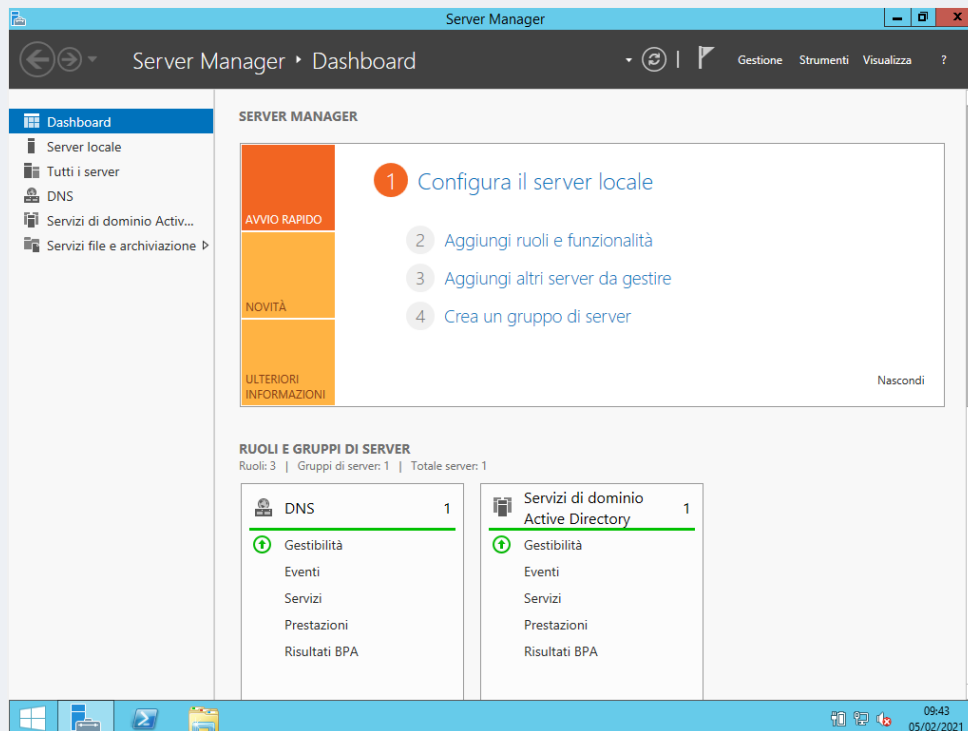 Server Manager
Server Manager • Dashboard
Gestione Strumenti Visualizza ?
Dashboard
Server locale
Tutti i server
DNS
Servizi di dominio Activ...
Servizi file e archiviazione
SERVER MANAGER
AVVIO RAPIDO
NOVITÀ
ULTERIORI
INFORMAZIONI
1 Configura il server locale
2 Aggiungi ruoli e funzionalità
3 Aggiungi altri server da gestire
4 Crea un gruppo di server
Nascondi
RUOLI E GRUPPI DI SERVER
Ruoli: 3 | Gruppi di server: 1 | Totale server: 1
DNS 1
Gestibilità
Eventi
Servizi
Prestazioni
Risultati BPA
Servizi di dominio
Active Directory 1
Gestibilità
Eventi
Servizi
Prestazioni
Risultati BPA
09:43
05/02/2021